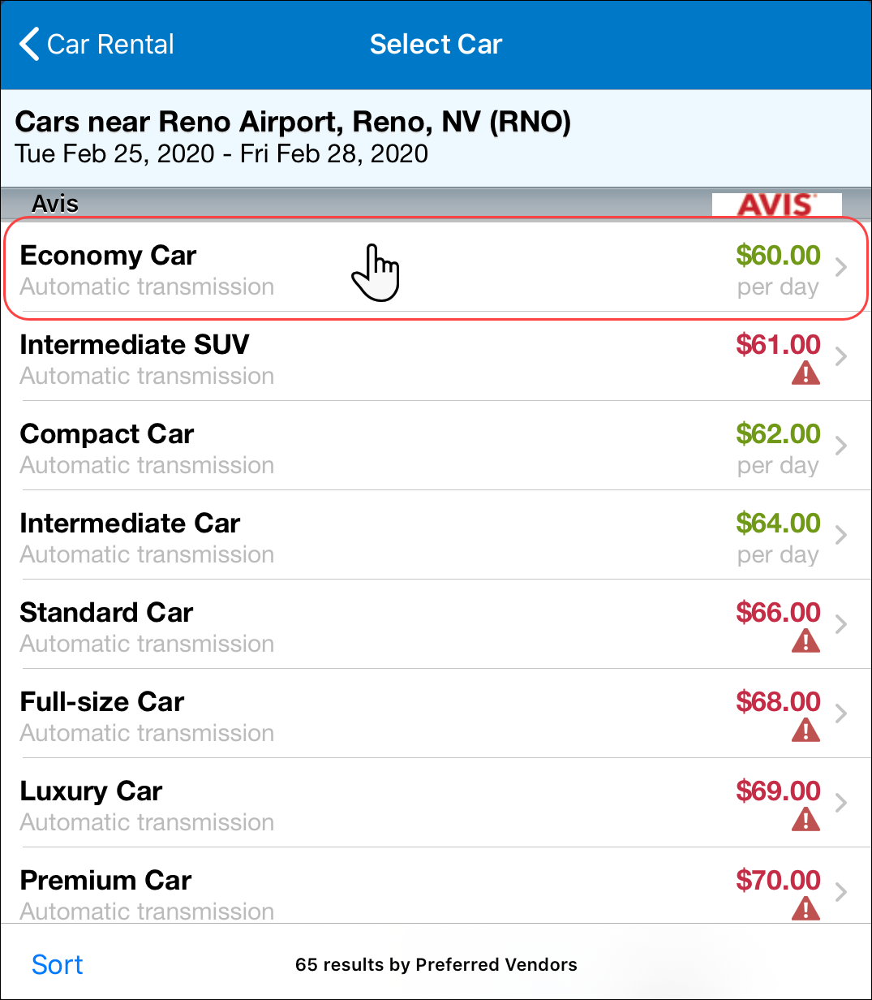 Car Rental
Select Car
Cars near Reno Airport, Reno, NV (RNO)
Tue Feb 25, 2020 - Fri Feb 28, 2020
Avis
AVIS
Economy Car
$60.00
Automatic transmission
per day
Intermediate SUV
$61.00
Automatic transmission
Compact Car
$62.00
Automatic transmission
per day
Intermediate Car
$64.00
Automatic transmission
per day
Standard Car
$66.00
Automatic transmission
Full-size Car
$68.00
Automatic transmission
Luxury Car
$69.00
Automatic transmission
Premium Car
$70.00
Automatic transmission
Sort
65 results by Preferred Vendors